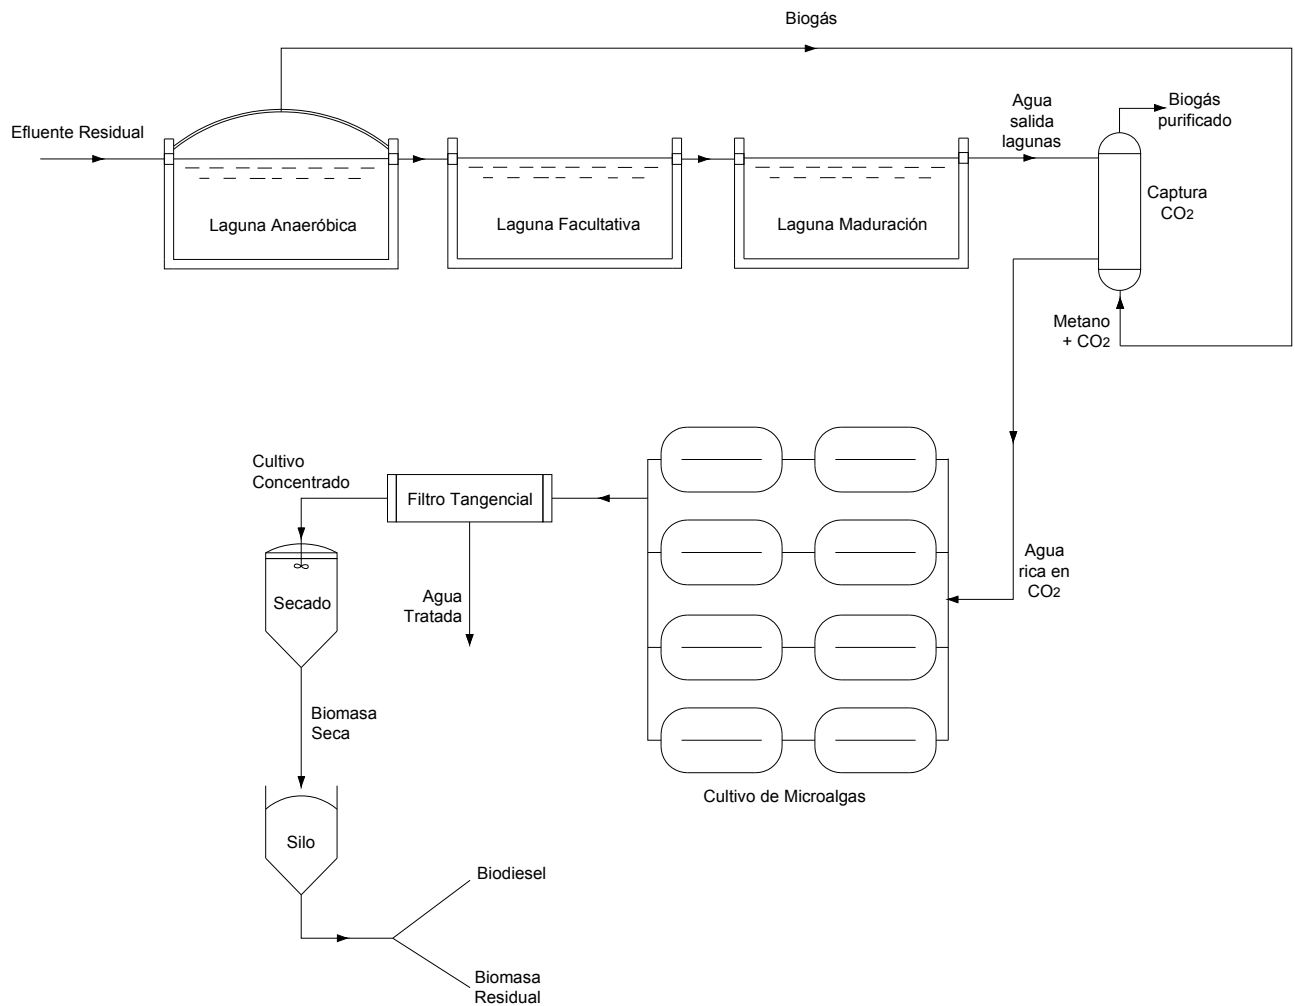 Biogás
Efluente Residual
Agua
salida
lagunas
Biogás
purificado
Laguna Anaeróbica
Laguna Facultativa
Laguna Maduración
Captura
CO2
Metano
+ CO2
Cultivo
Concentrado
Filtro Tangencial
Agua
rica en
CO2
Secado
Agua
Tratada
Biomasa
Seca
Cultivo de Microalgas
Silo
Biodiesel
Biomasa
Residual